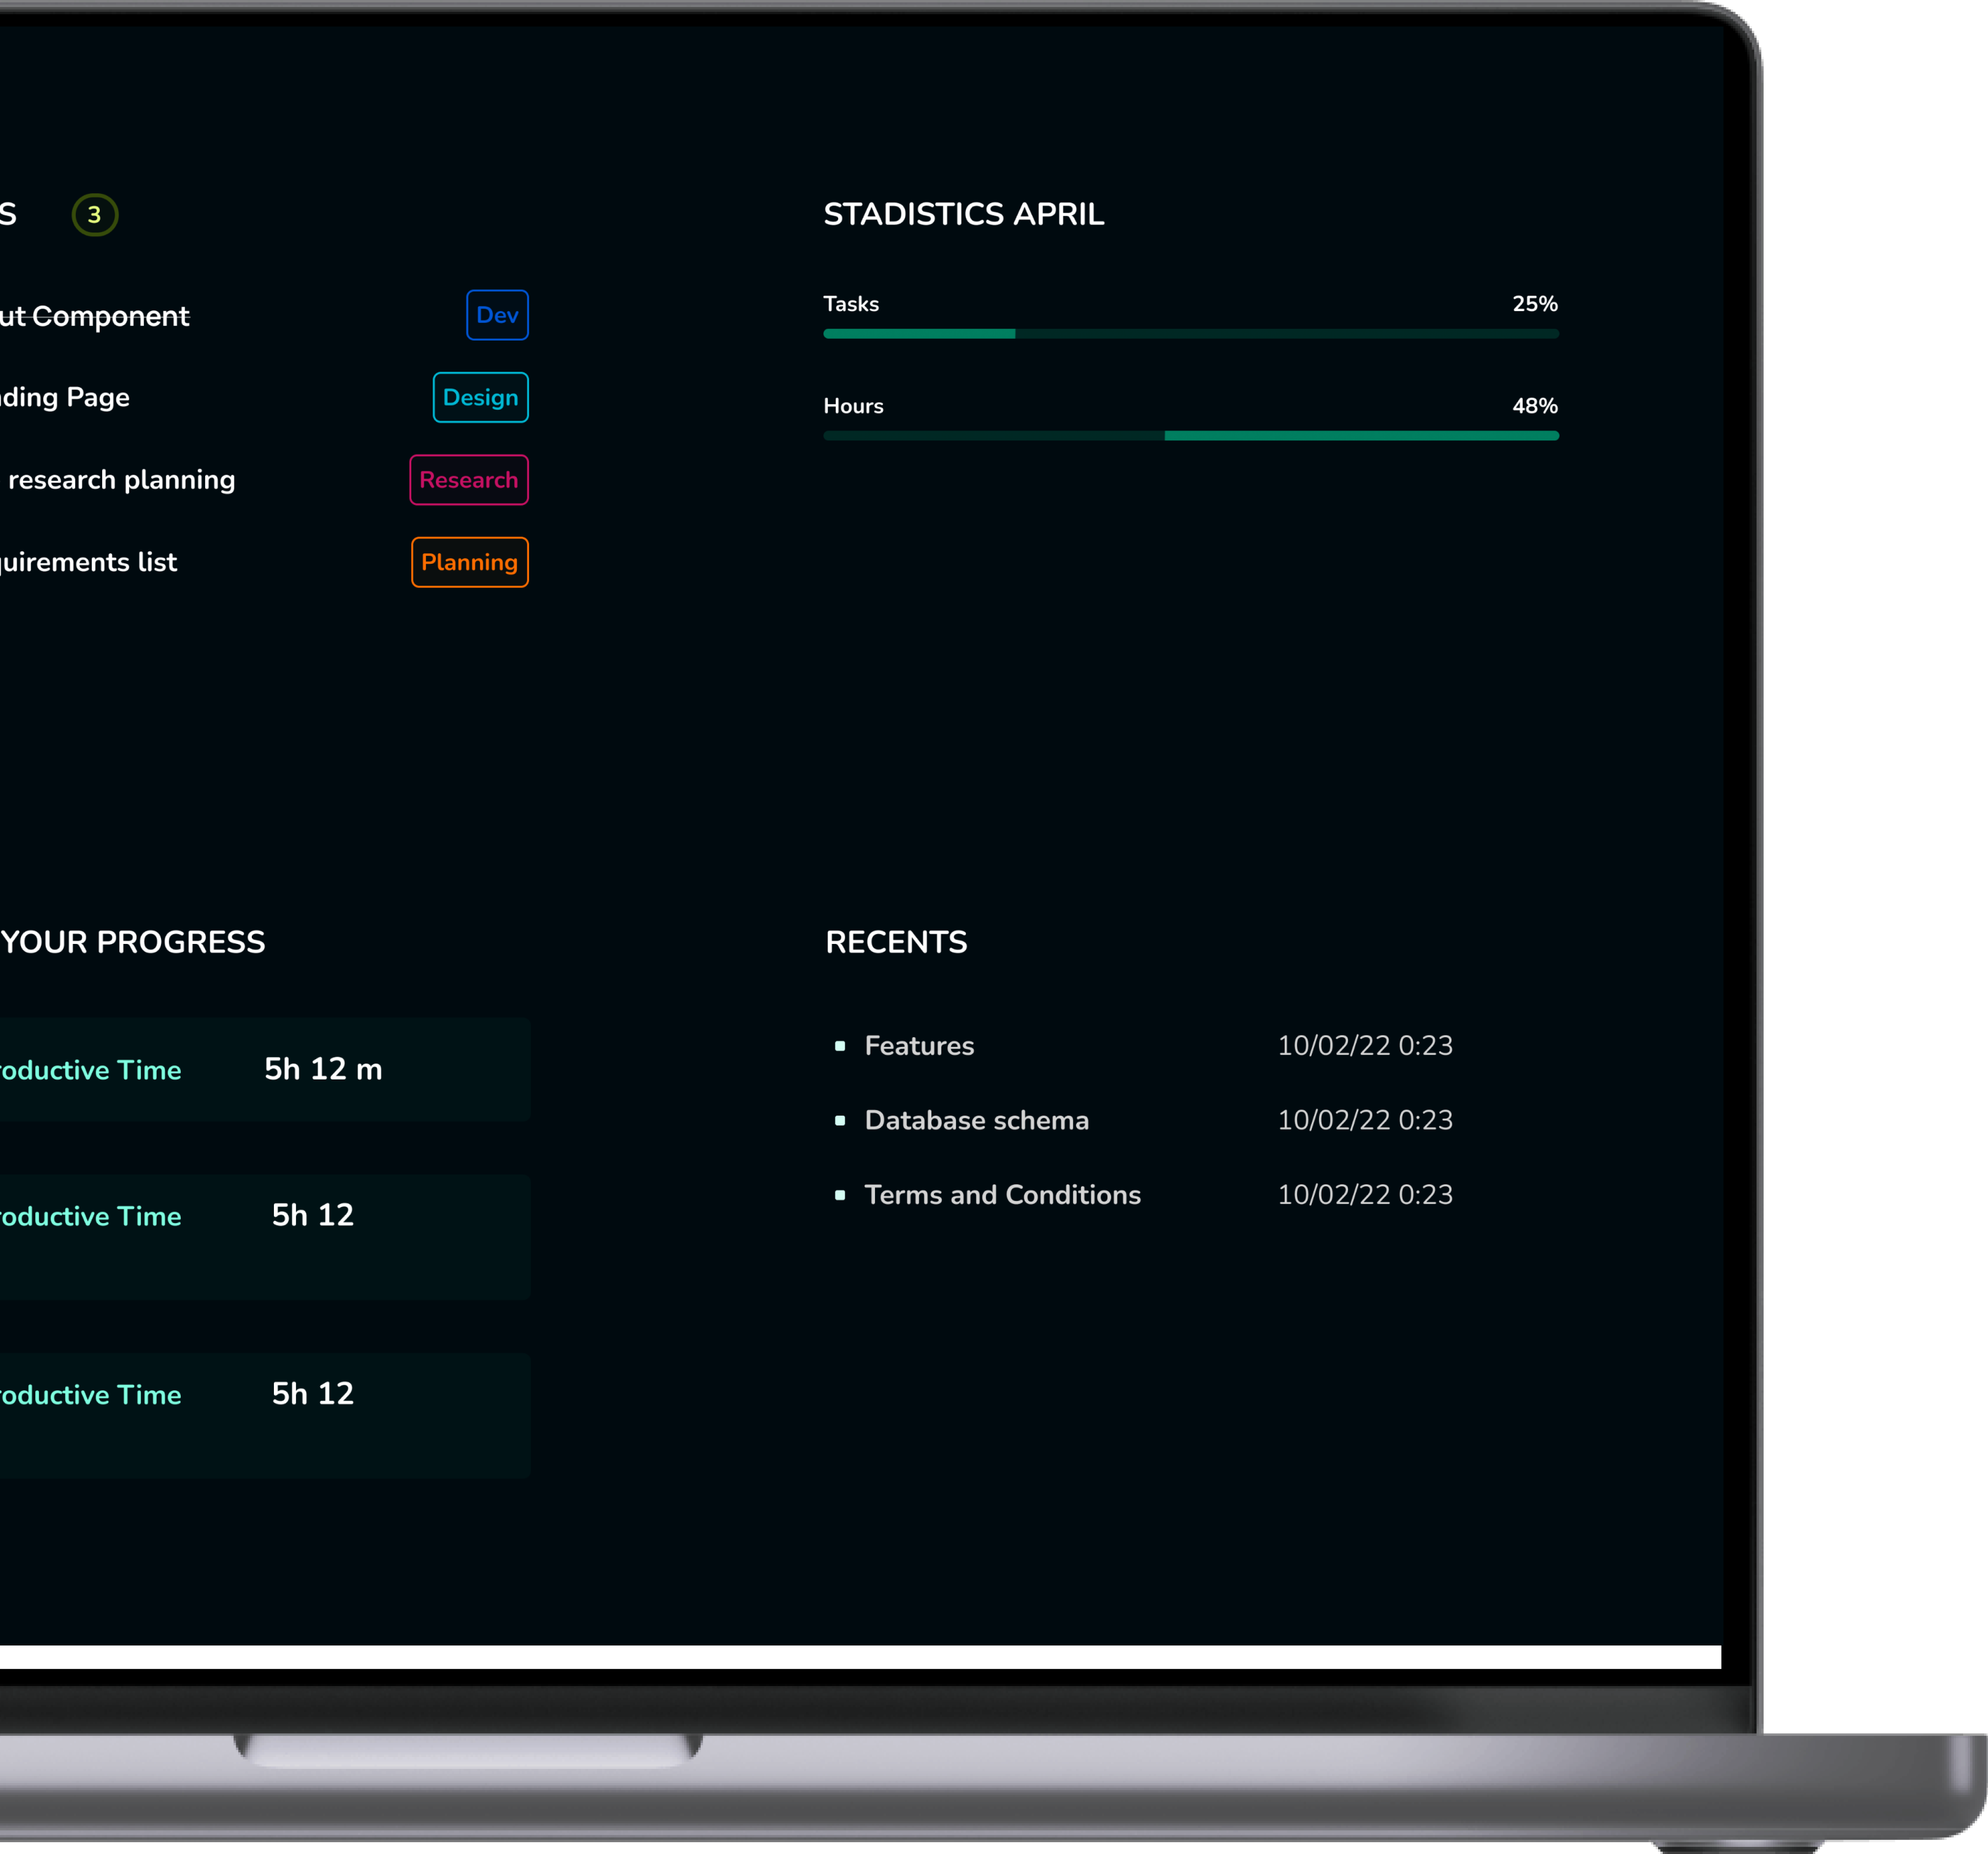 S 3
ut Component Dev
ding Page Design
research planning Research
quirements list Planning
STADISTICS APRIL
Tasks 25%
Hours 48%
YOUR PROGRESS
roductive Time 5h 12 m
roductive Time 5h 12
roductive Time 5h 12
RECENTS
Features 10/02/22 0:23
Database schema 10/02/22 0:23
Terms and Conditions 10/02/22 0:23